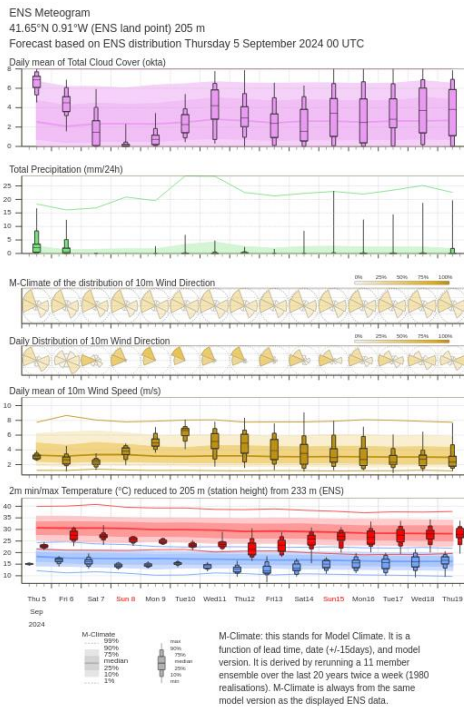 ENS Meteogram
41.65°N 0.91°W (ENS land point) 205 m
Forecast based on ENS distribution Thursday 5 September 2024 00 UTC
Daily mean of Total Cloud Cover (okta)
8
6
4
2
0
Total Precipitation (mm/24h)
25
20
15
10
5
0
M-Climate of the distribution of 10m Wind Direction
0% 25% 50% 75% 100%
Daily Distribution of 10m Wind Direction
0% 25% 50% 75% 100%
Daily mean of 10m Wind Speed (m/s)
10
8
6
4
2
2m min/max Temperature (°C) reduced to 205 m (station height) from 233 m (ENS)
40
35
30
25
20
15
10
Thu 5 Fri 6 Sat 7 Sun 8 Mon 9 Tue10 Wed11 Thu12 Fri13 Sat14 Sun15 Mon16 Tue17 Wed18 Thu19
Sep
2024
M-Climate
99%
90%
75%
median
25%
10%
1%
max
90%
75%
median
25%
10%
min
M-Climate: this stands for Model Climate. It is a
function of lead time, date (+/-15days), and model
version. It is derived by rerunning a 11 member
ensemble over the last 20 years twice a week (1980
realisations). M-Climate is always from the same
model version as the displayed ENS data.